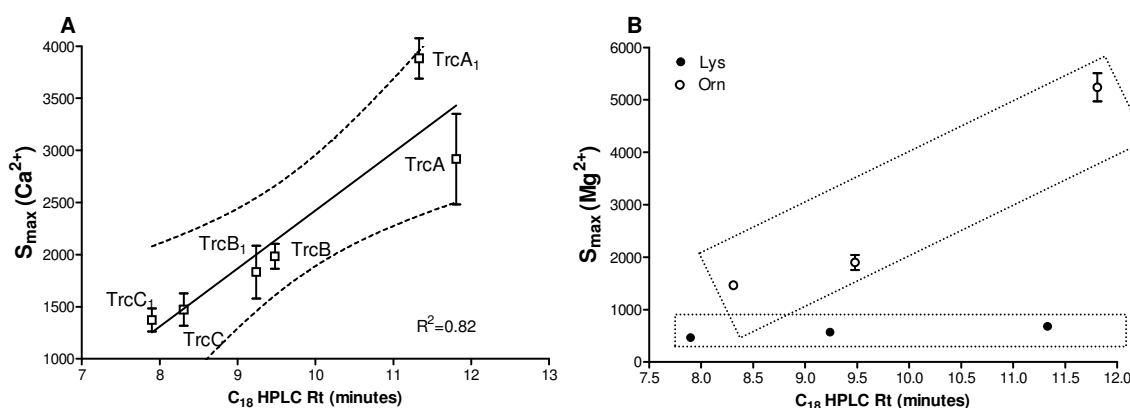 A
S_max (Ca²⁺)
4000
3500
3000
2500
2000
1500
1000
TrcA₁
TrcA
TrcB₁
TrcB
TrcC₁
TrcC
R²=0.82
7
8
9
10
11
12
13
C₁₈ HPLC Rt (minutes)
B
Lys
Orn
S_max (Mg²⁺)
6000
5000
4000
3000
2000
1000
0
7.5
8.0
8.5
9.0
9.5
10.0
10.5
11.0
11.5
12.0
C₁₈ HPLC Rt (minutes)